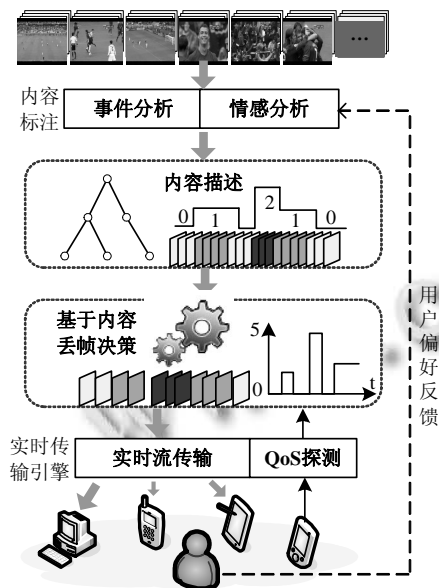 ...
内容
标注
事件分析 情感分析
内容描述
0 1 2 1 0
基于内容
丢帧决策
5
0
t
用户偏好反馈
实时传
输引擎
实时流传输 QoS探测